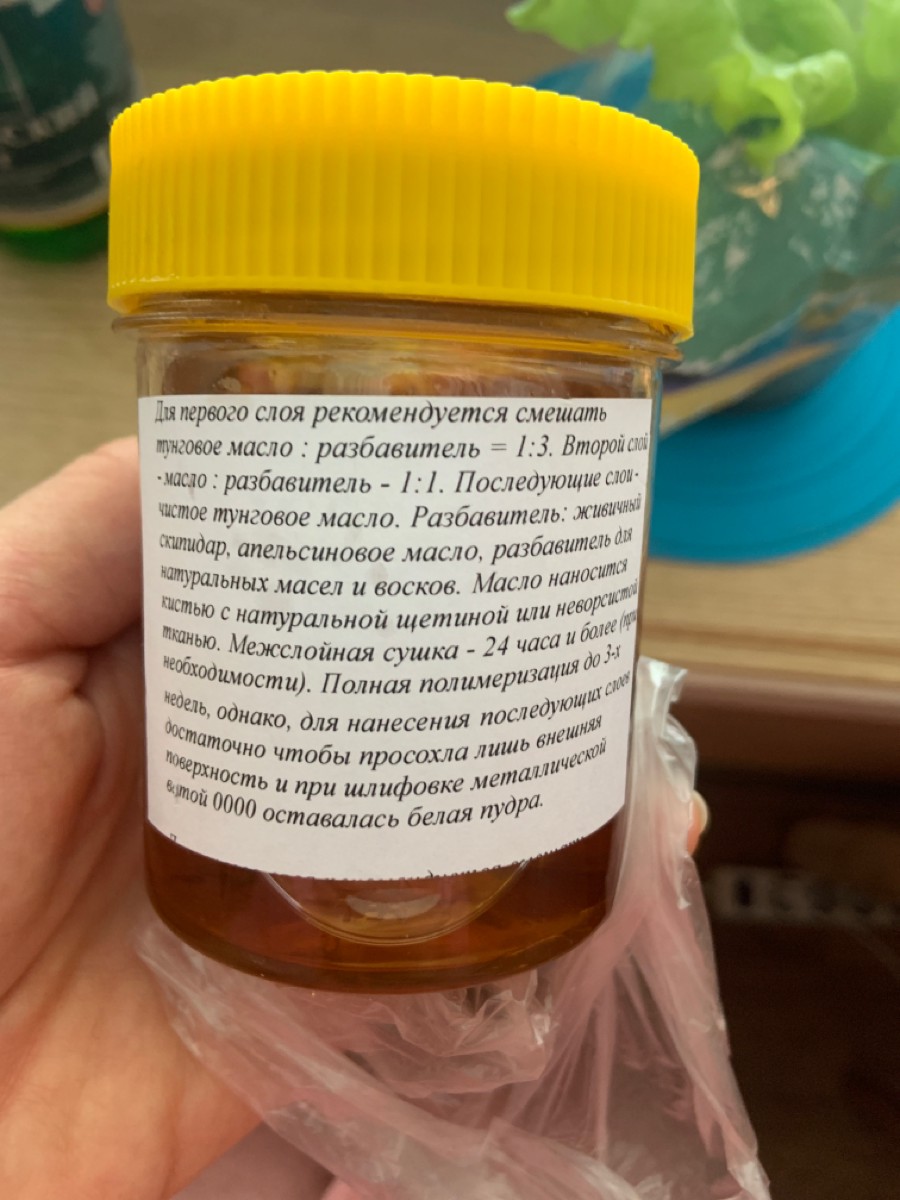 Для первого слоя рекомендуется смешать
тунговое масло : разбавитель = 1:3. Второй слой
- масло : разбавитель - 1:1. Последующие слои -
чистое тунговое масло. Разбавитель: живичный
скипидар, апельсиновое масло, разбавитель для
натуральных масел и восков. Масло наносится
кистью с натуральной щетиной или неворсистой
тканью. Межслойная сушка - 24 часа и более (при
необходимости). Полная полимеризация до 3-х
недель, однако, для нанесения последующих слоев
достаточно чтобы просохла лишь внешняя
поверхность и при шлифовке металлической
ватой 0000 оставалась белая пудра.